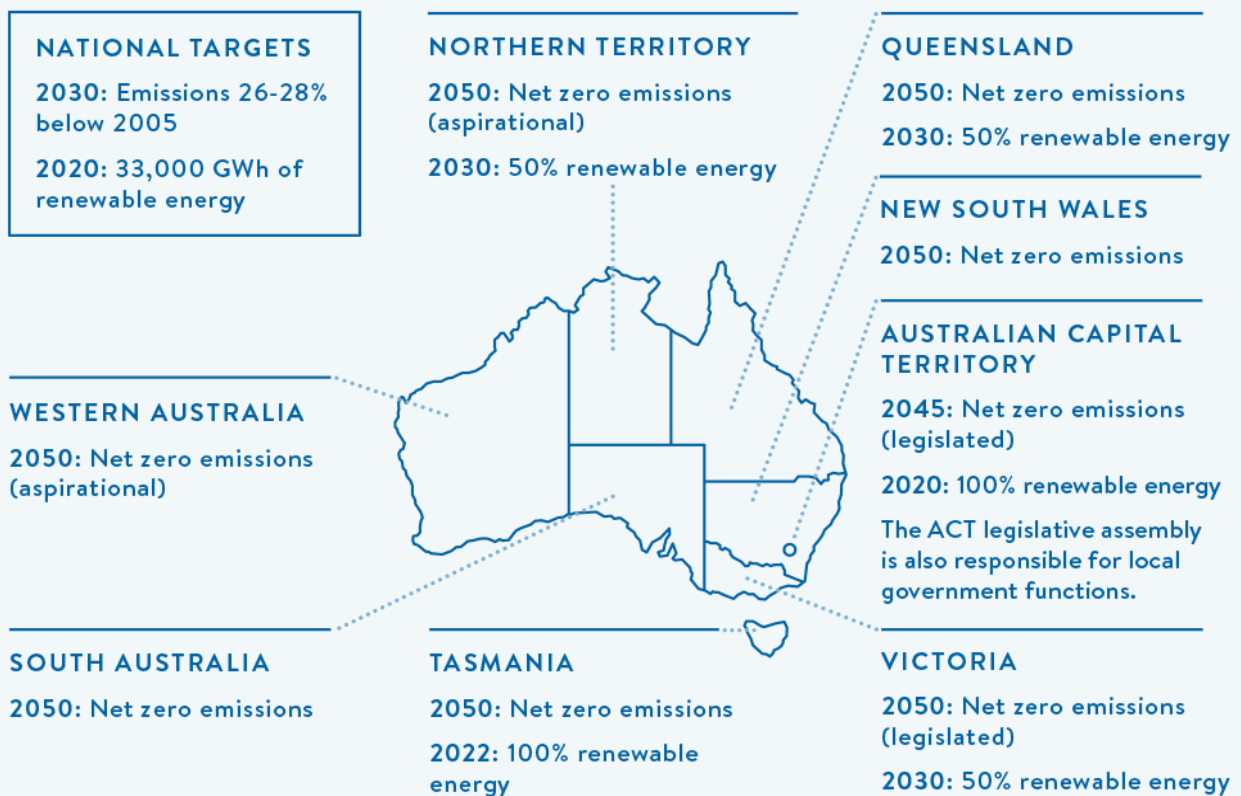 NATIONAL TARGETS
2030: Emissions 26-28%
below 2005
2020: 33,000 GWh of
renewable energy
NORTHERN TERRITORY
2050: Net zero emissions
(aspirational)
2030: 50% renewable energy
QUEENSLAND
2050: Net zero emissions
2030: 50% renewable energy
NEW SOUTH WALES
2050: Net zero emissions
AUSTRALIAN CAPITAL
TERRITORY
2045: Net zero emissions
(legislated)
2020: 100% renewable energy
The ACT legislative assembly
is also responsible for local
government functions.
WESTERN AUSTRALIA
2050: Net zero emissions
(aspirational)
SOUTH AUSTRALIA
2050: Net zero emissions
TASMANIA
2050: Net zero emissions
2022: 100% renewable
energy
VICTORIA
2050: Net zero emissions
(legislated)
2030: 50% renewable energy